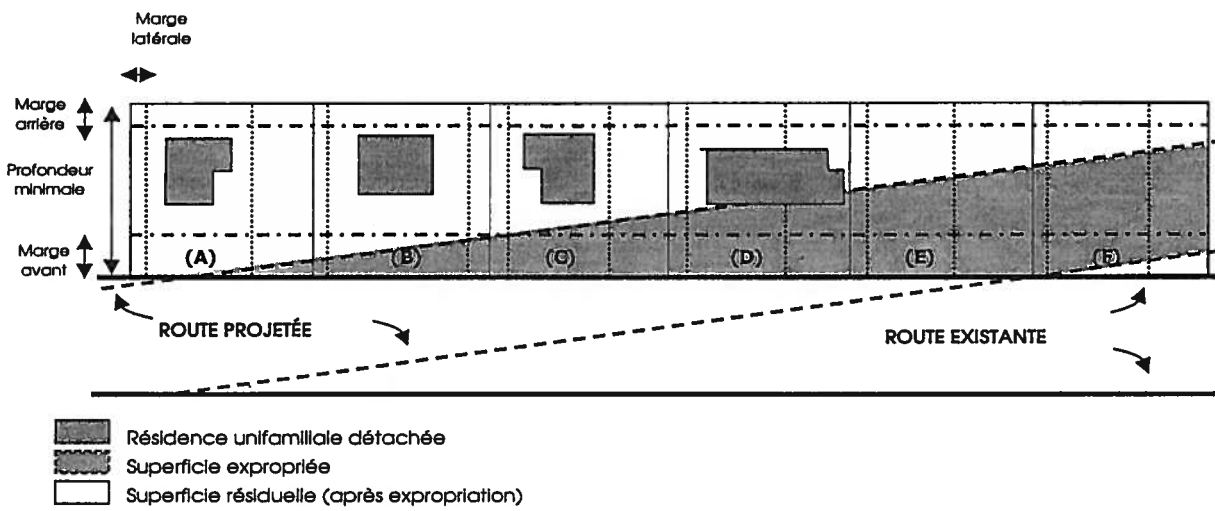 Marge
latérale
Marge
arrière
Profondeur
minimale
Marge
avant
(A)
(B)
(C)
(D)
(E)
(F)
ROUTE PROJETÉE
ROUTE EXISTANTE
Résidence unifamiliale détachée
Superficie expropriée
Superficie résiduelle (après expropriation)